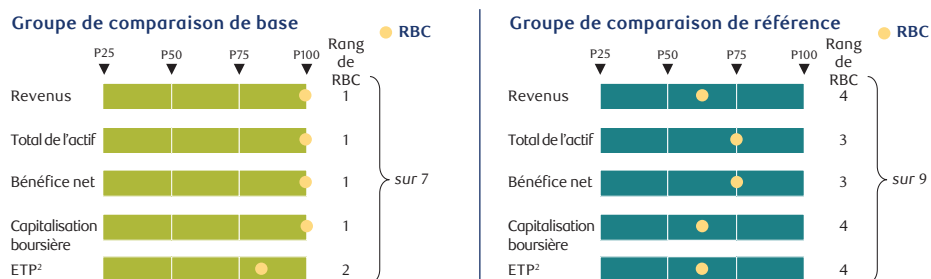 Groupe de comparaison de base
RBC
P25 P50 P75 P100
Rang
de
RBC
Revenus 1
Total de l'actif 1
Bénéfice net 1
Capitalisation
boursière 1
ETP² 2
sur 7
Groupe de comparaison de référence
RBC
P25 P50 P75 P100
Rang
de
RBC
Revenus 4
Total de l'actif 3
Bénéfice net 3
Capitalisation
boursière 4
ETP² 4
sur 9